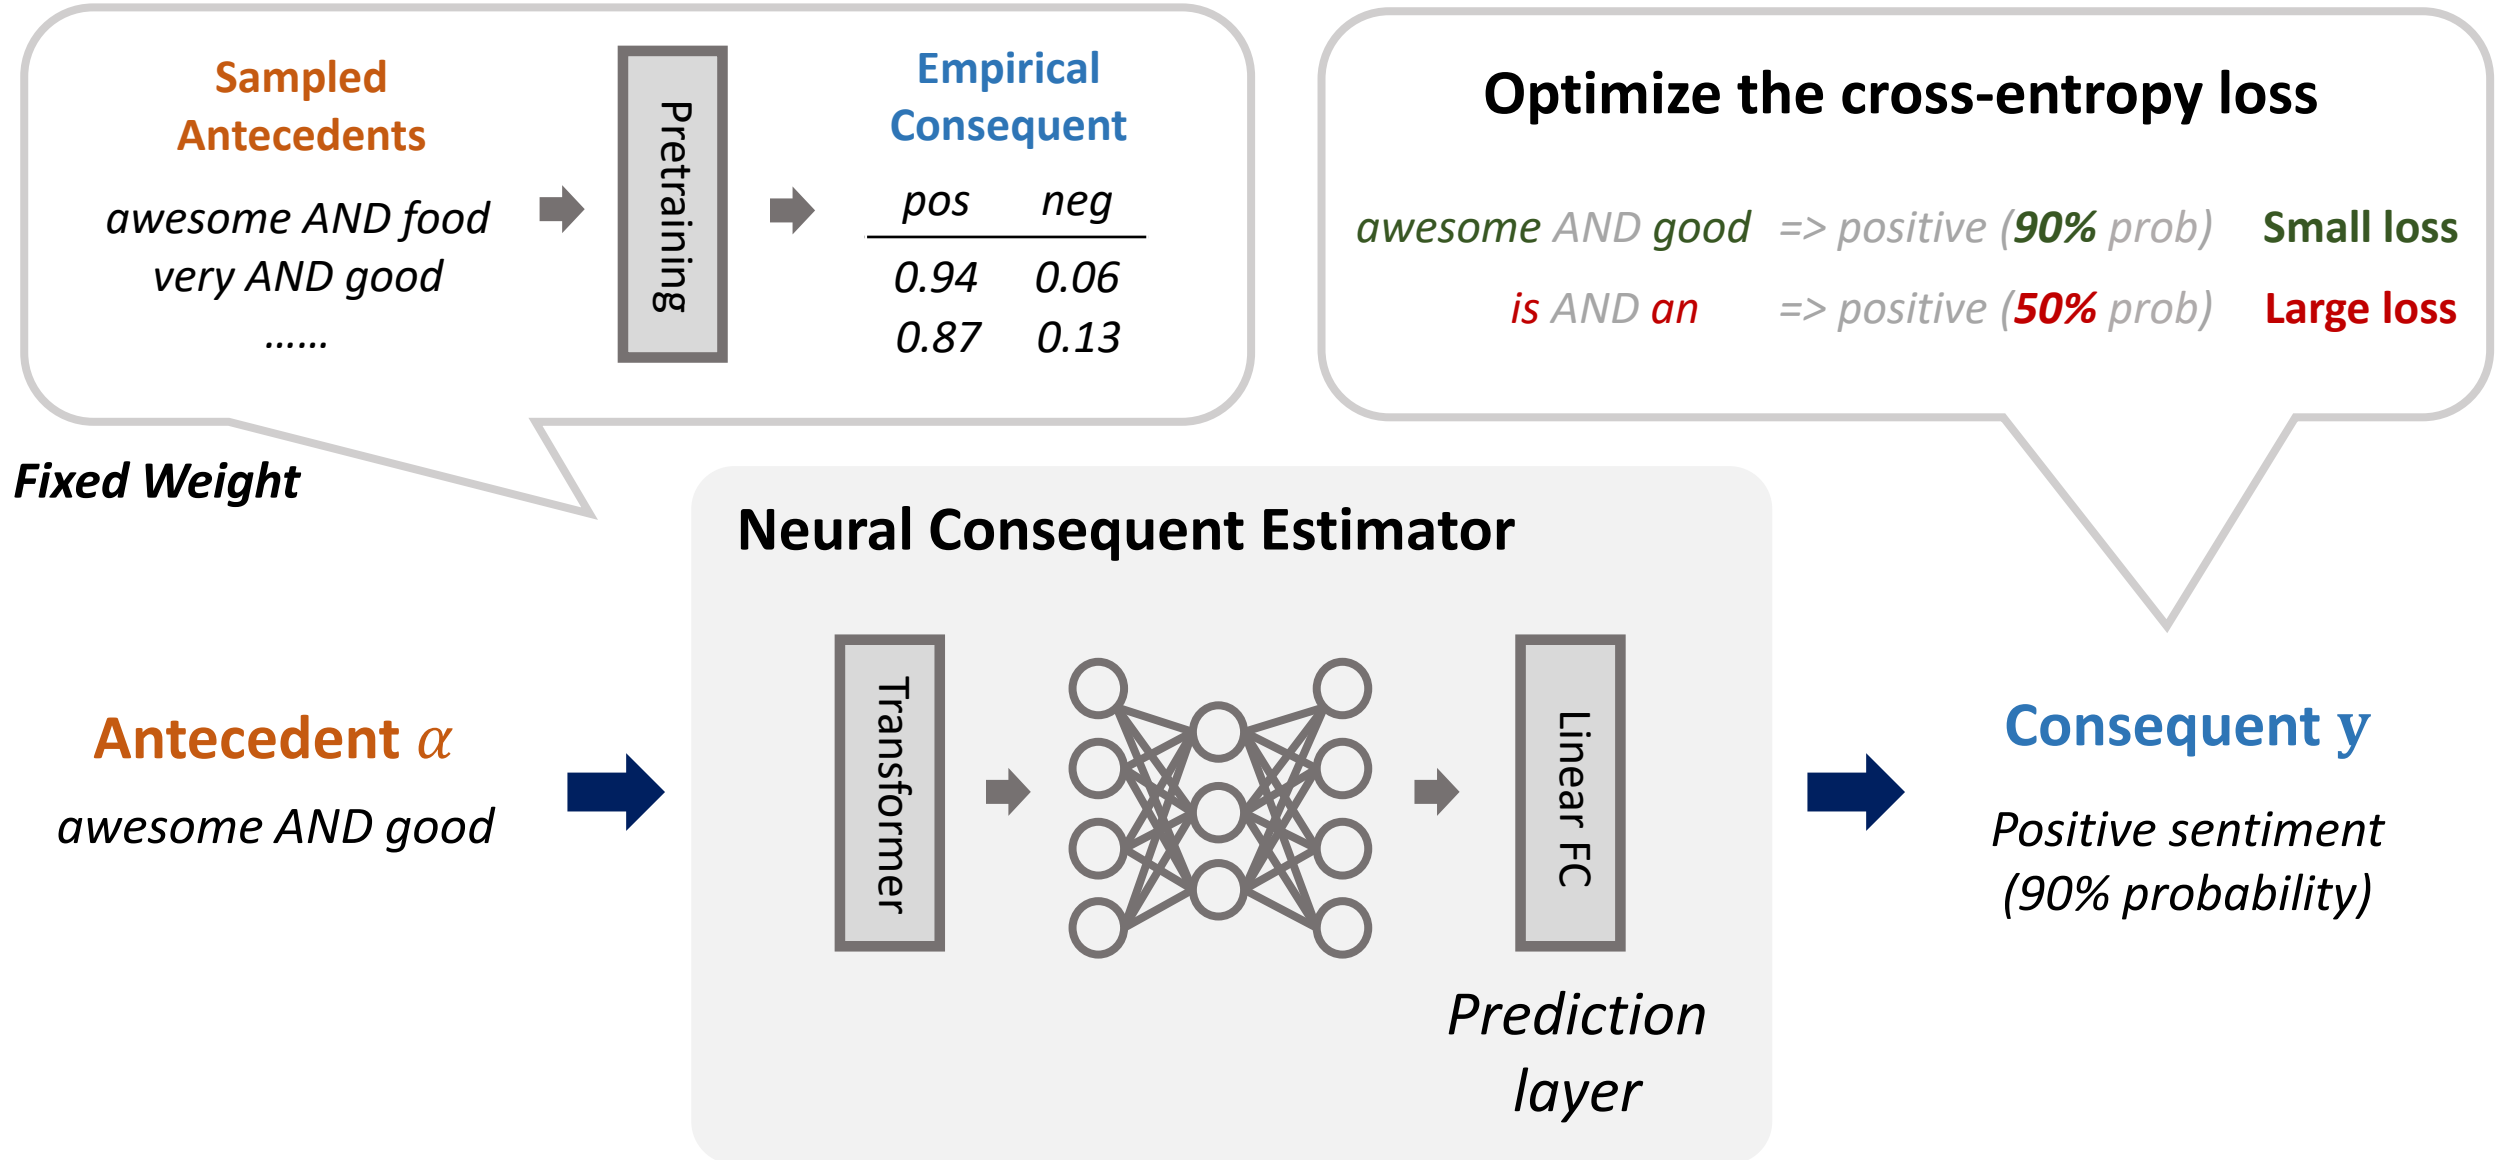 Sampled
Antecedents
awesome AND food
very AND good
......
Pretraining
Empirical
Consequent
pos neg
0.94 0.06
0.87 0.13
Optimize the cross-entropy loss
awesome AND good => positive (90% prob) Small loss
is AND an => positive (50% prob) Large loss
Fixed Weight
Neural Consequent Estimator
Antecedent α
awesome AND good
Transformer
Linear FC
Prediction
layer
Consequent y
Positive sentiment
(90% probability)